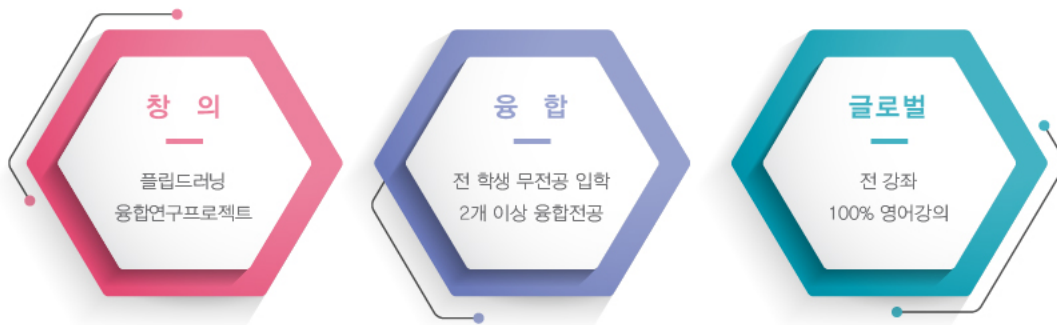 창 의
플립드러닝
융합연구프로젝트
융 합
전 학생 무전공 입학
2개 이상 융합전공
글로벌
전 강좌
100% 영어강의